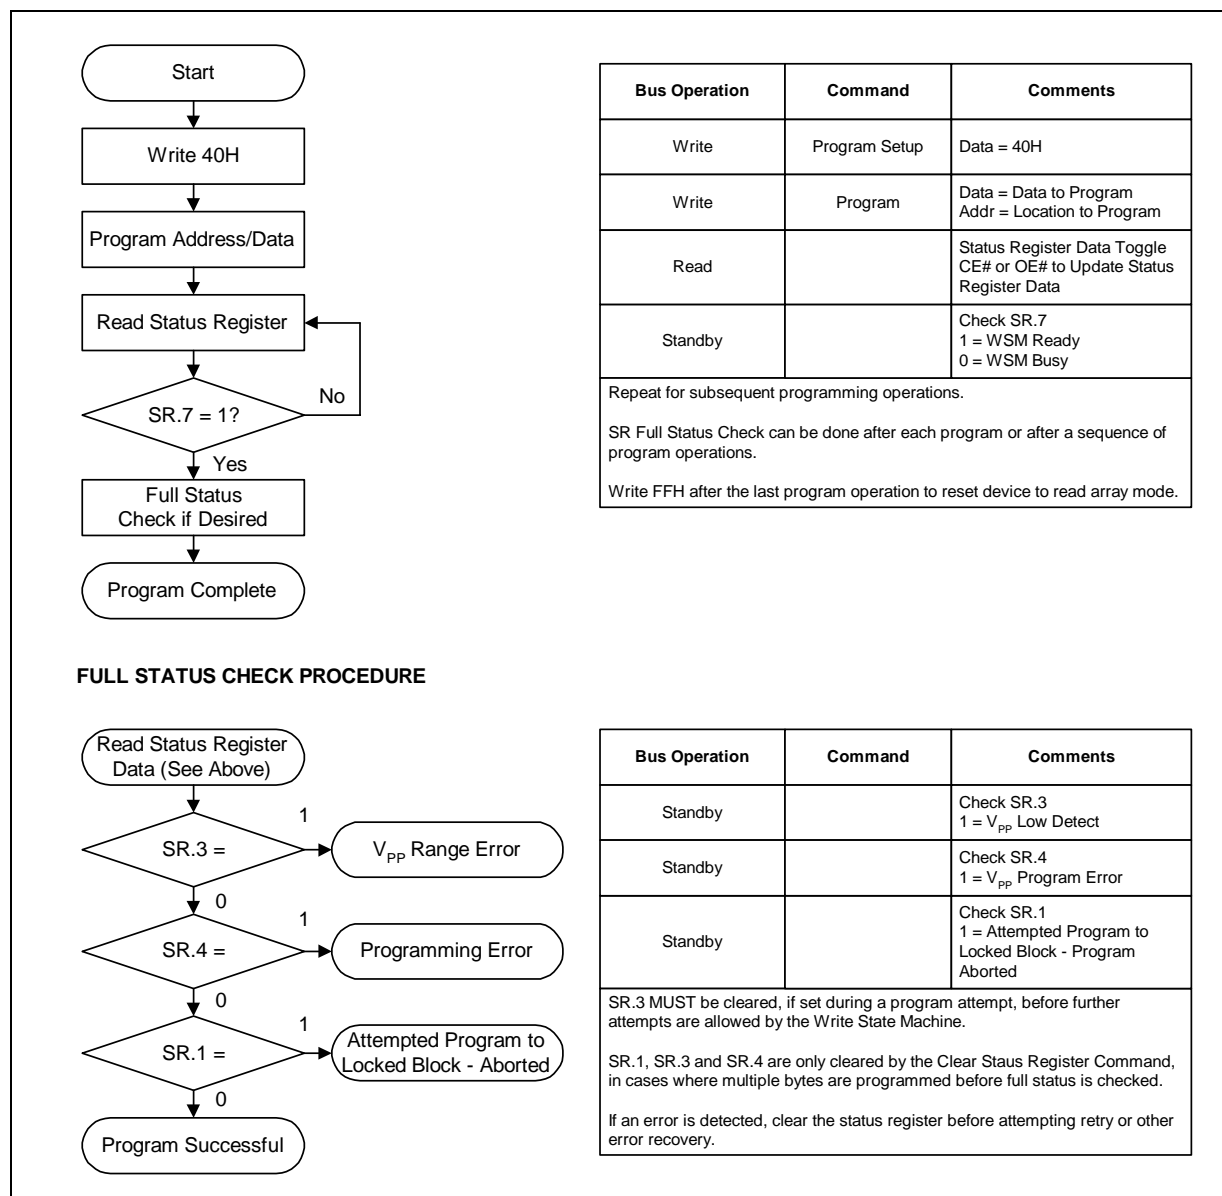 Start
Write 40H
Program Address/Data
Read Status Register
No
SR.7 = 1?
Yes
Full Status
Check if Desired
Program Complete
Bus Operation Command Comments
Write Program Setup Data = 40H
Write Program Data = Data to Program
Addr = Location to Program
Read Status Register Data Toggle
CE# or OE# to Update Status
Register Data
Standby Check SR.7
1 = WSM Ready
0 = WSM Busy
Repeat for subsequent programming operations.
SR Full Status Check can be done after each program or after a sequence of
program operations.
Write FFH after the last program operation to reset device to read array mode.
FULL STATUS CHECK PROCEDURE
Read Status Register
Data (See Above)
1
SR.3 =
VPP Range Error
0
1
SR.4 =
Programming Error
0
1
SR.1 =
Attempted Program to
Locked Block - Aborted
0
Program Successful
Bus Operation Command Comments
Standby Check SR.3
1 = VPP Low Detect
Standby Check SR.4
1 = VPP Program Error
Standby Check SR.1
1 = Attempted Program to
Locked Block - Program
Aborted
SR.3 MUST be cleared, if set during a program attempt, before further
attempts are allowed by the Write State Machine.
SR.1, SR.3 and SR.4 are only cleared by the Clear Staus Register Command,
in cases where multiple bytes are programmed before full status is checked.
If an error is detected, clear the status register before attempting retry or other
error recovery.